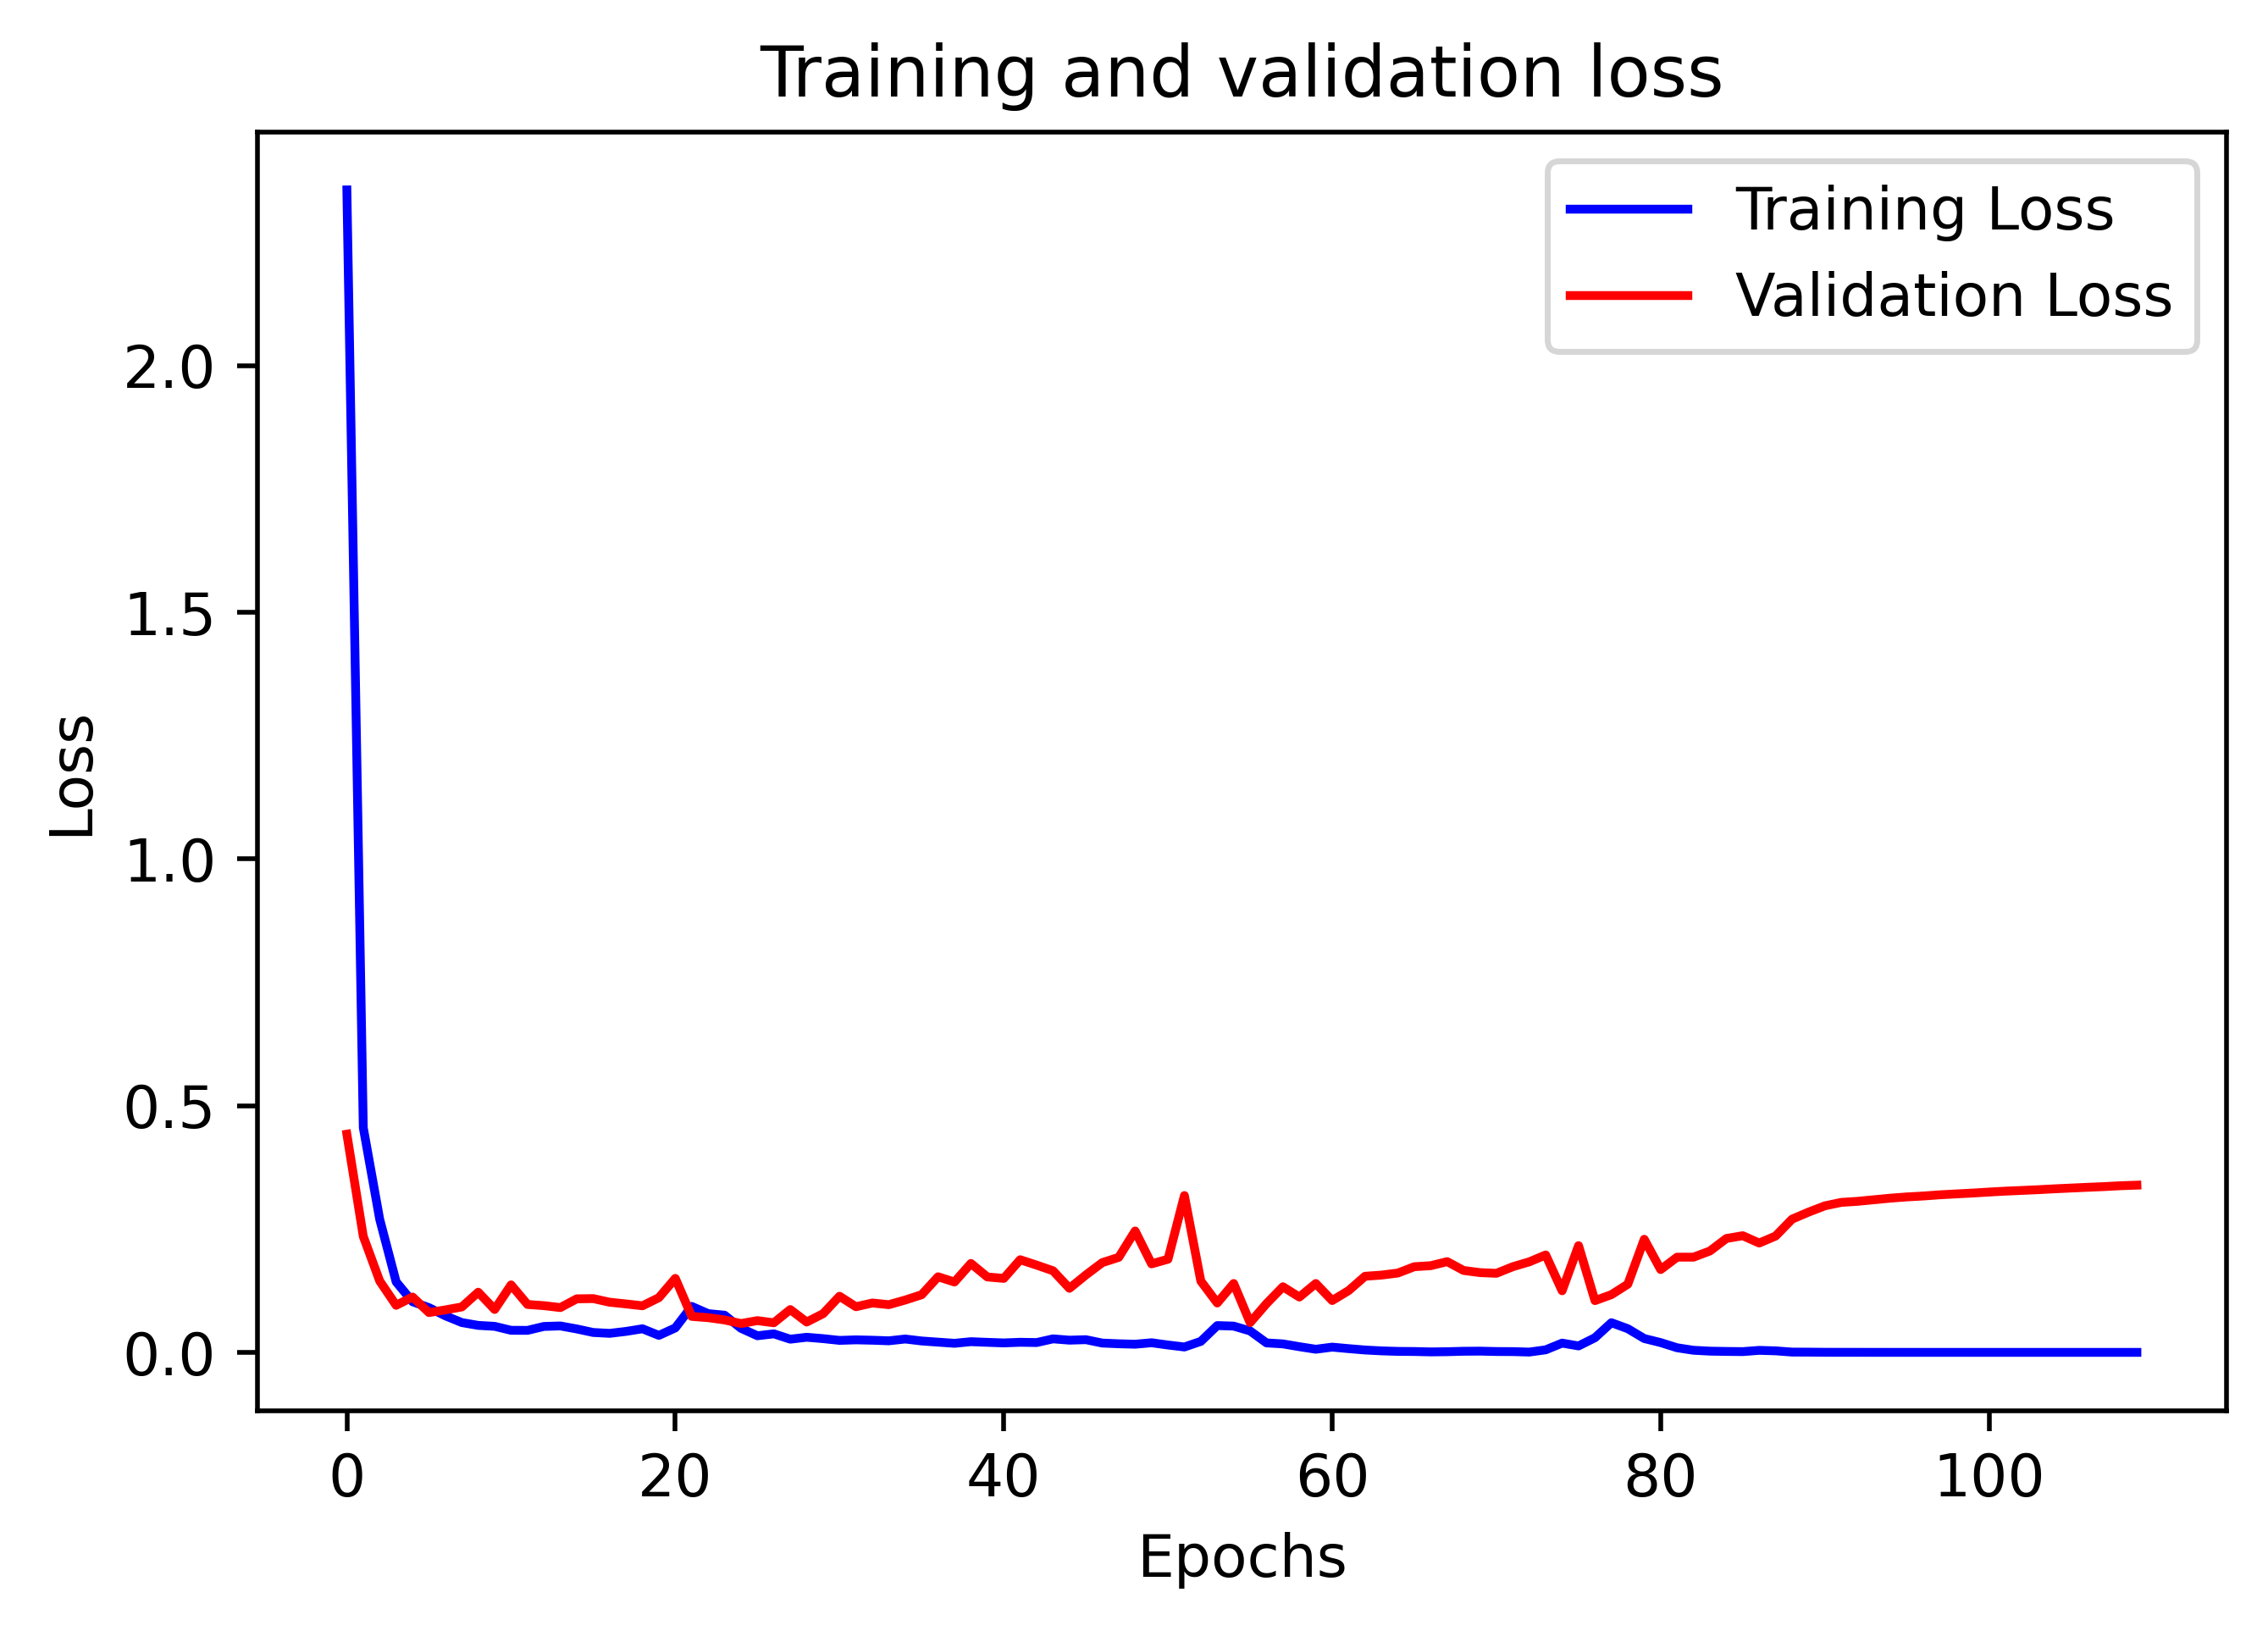 Training and validation loss
Training Loss
Validation Loss
Loss
2.0
1.5
1.0
0.5
0.0
0 20 40 60 80 100
Epochs